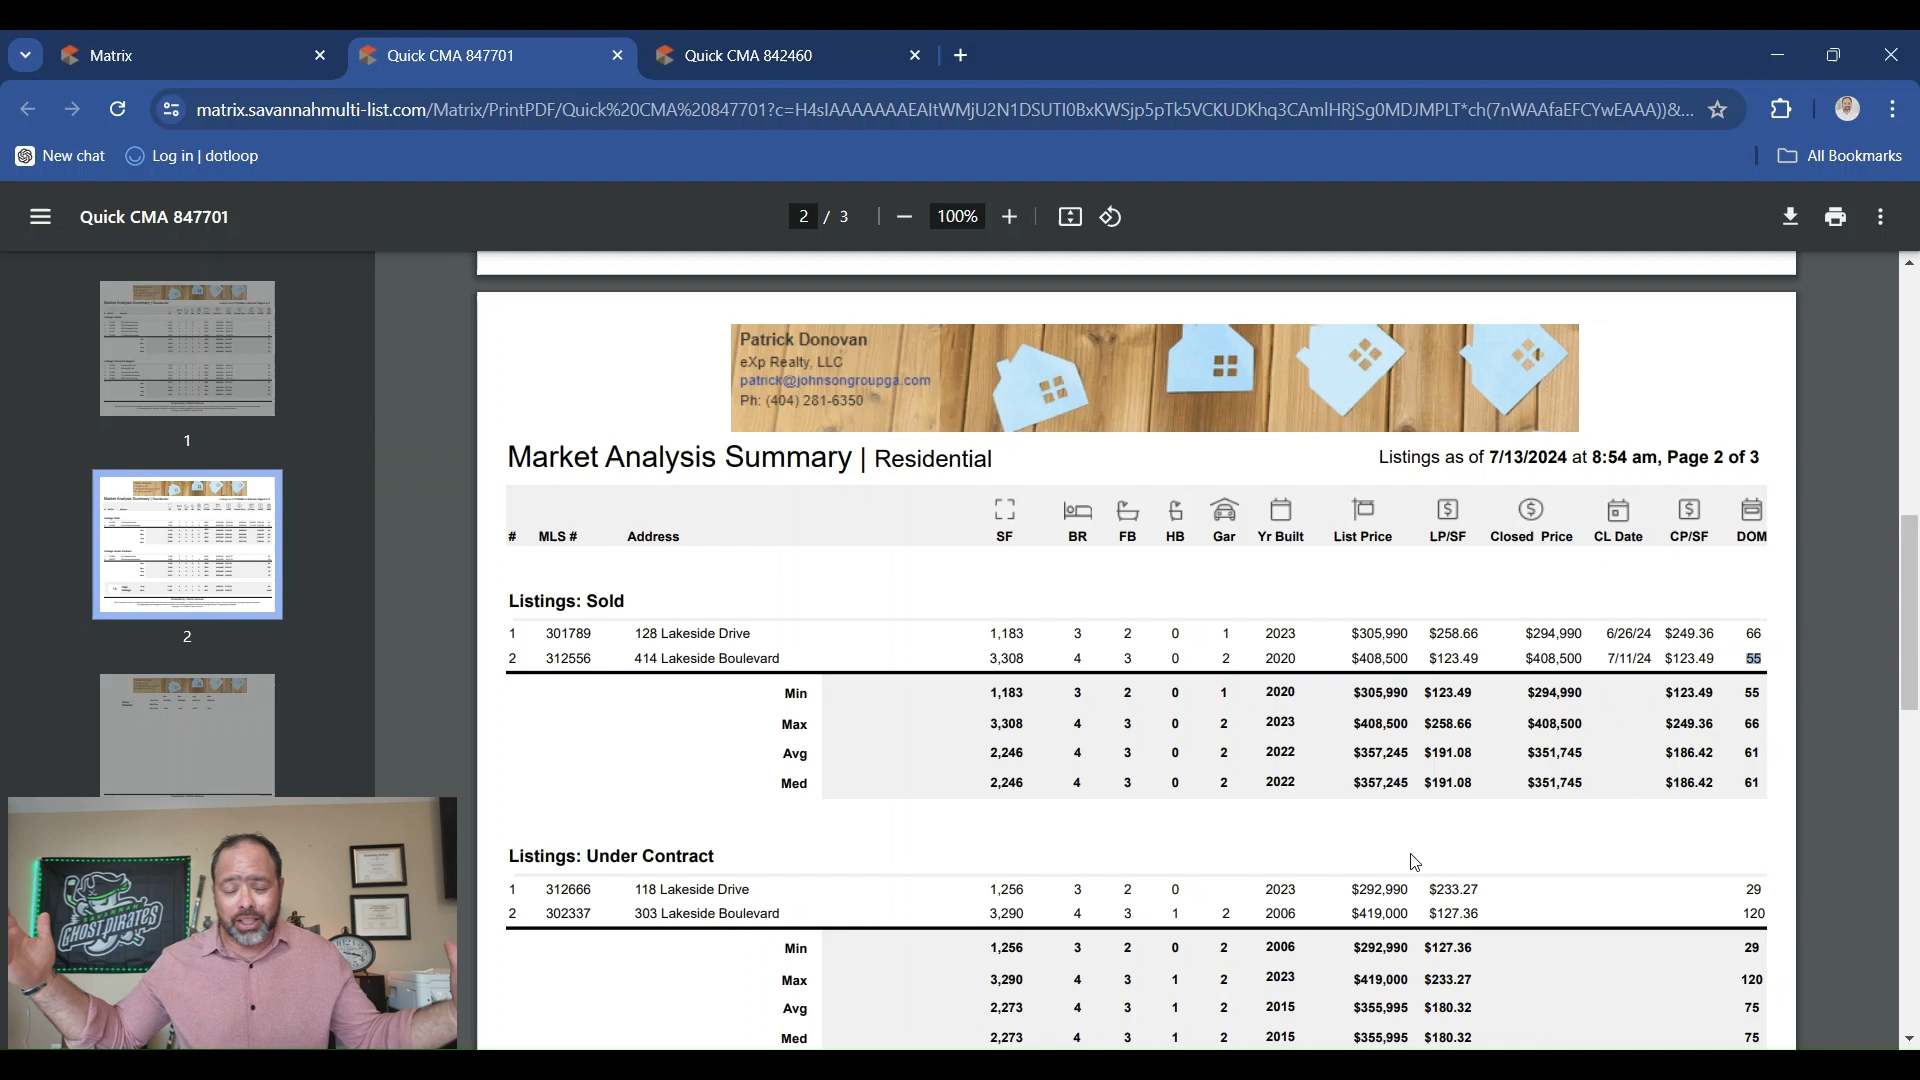 Matrix
Quick CMA 847701
Quick CMA 842460
matrix.savannahmulti-list.com/Matrix/PrintPDF/Quick%20CMA%20847701?c=H4sIAAAAAAAEAItWMjU2N1DSUTI0BxKWSjp5pTk5VCKUDKhq3CAmlHRjSg0MDJMPLT*ch(7nWAAfaEFCYwEAAA))&...
New chat
Log in | dotloop
All Bookmarks
Quick CMA 847701
2 / 3
100%
1
2
Patrick Donovan
eXp Realty, LLC
patrick@johnsongroupga.com
Ph: (404) 281-6350
Market Analysis Summary | Residential
Listings as of 7/13/2024 at 8:54 am, Page 2 of 3
# MLS # Address SF BR FB HB Gar Yr Built List Price LP/SF Closed Price CL Date CP/SF DOM
Listings: Sold
1 301789 128 Lakeside Drive 1,183 3 2 0 1 2023 $305,990 $258.66 $294,990 6/26/24 $249.36 66
2 312556 414 Lakeside Boulevard 3,308 4 3 0 2 2020 $408,500 $123.49 $408,500 7/11/24 $123.49 55
Min 1,183 3 2 0 1 2020 $305,990 $123.49 $294,990 $123.49 55
Max 3,308 4 3 0 2 2023 $408,500 $258.66 $408,500 $249.36 66
Avg 2,246 4 3 0 2 2022 $357,245 $191.08 $351,745 $186.42 61
Med 2,246 4 3 0 2 2022 $357,245 $191.08 $351,745 $186.42 61
Listings: Under Contract
1 312666 118 Lakeside Drive 1,256 3 2 0 2023 $292,990 $233.27 29
2 302337 303 Lakeside Boulevard 3,290 4 3 1 2 2006 $419,000 $127.36 120
Min 1,256 3 2 0 2 2006 $292,990 $127.36 29
Max 3,290 4 3 1 2 2023 $419,000 $233.27 120
Avg 2,273 4 3 1 2 2015 $355,995 $180.32 75
Med 2,273 4 3 1 2 2015 $355,995 $180.32 75
SAVANNAH
GHOST PIRATES